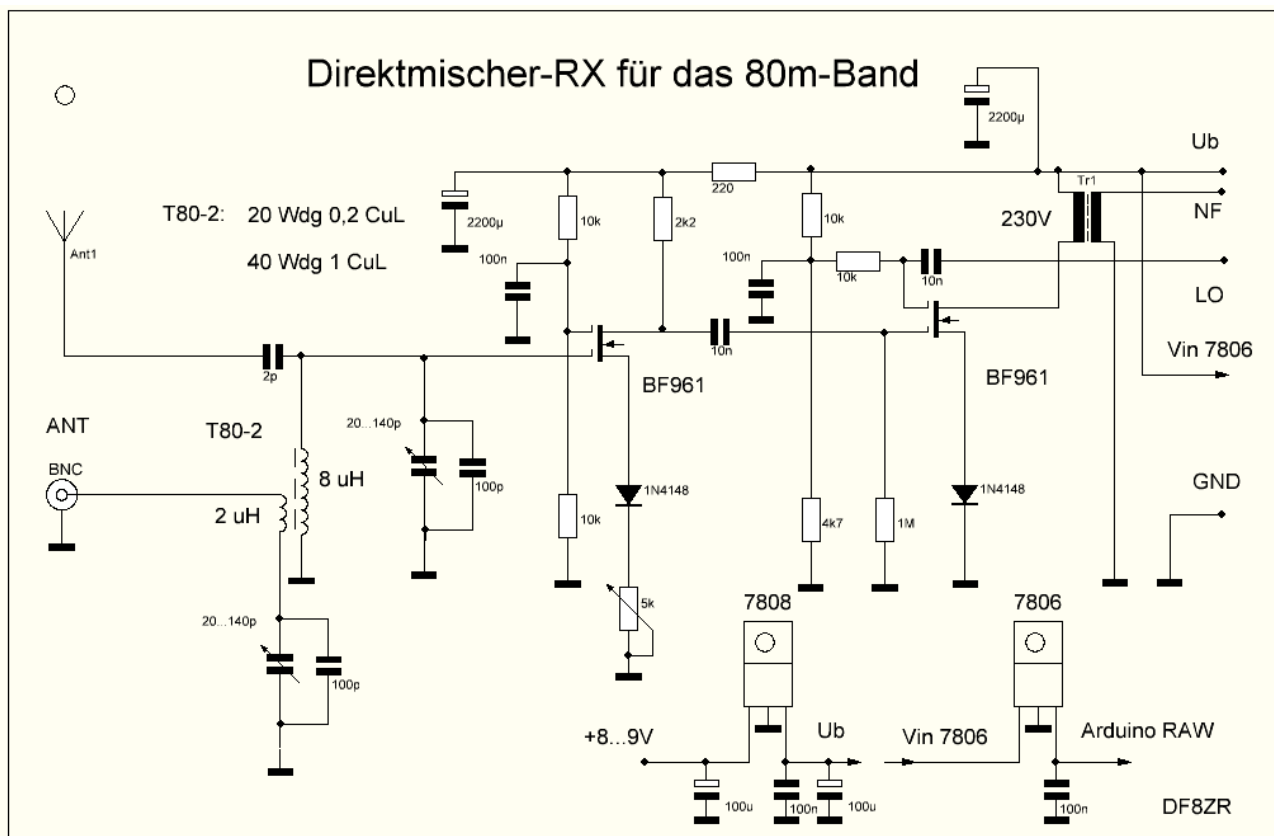 Direktmischer-RX für das 80m-Band
2200µ
Ub
Tr1
220
T80-2: 20 Wdg 0,2 CuL
NF
2200µ
10k
2k2
10k
230V
40 Wdg 1 CuL
Ant1
100n
100n
10k
10n
LO
10n
Vin 7806
2p
BF961
BF961
ANT
T80-2
20...140p
BNC
8 uH
100p
1N4148
1N4148
GND
2 uH
10k
4k7
1M
5k
7808
7806
20...140p
100p
+8...9V
Ub
Vin 7806
Arduino RAW
100u
100n
100u
100n
DF8ZR